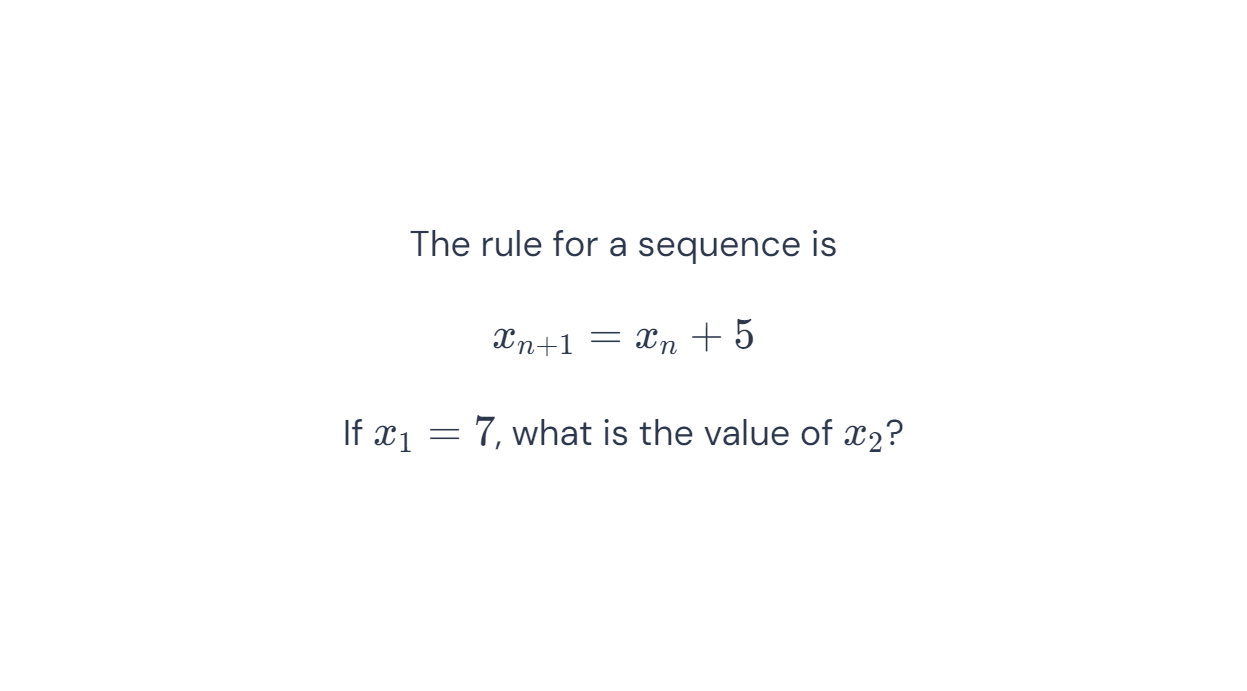 The rule for a sequence is
$x_{n+1} = x_n + 5$
If $x_1 = 7$, what is the value of $x_2$?